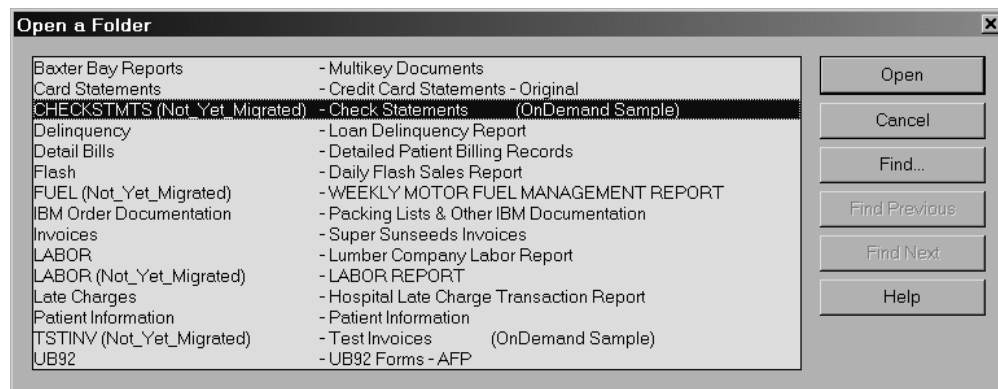 Open a Folder
Baxter Bay Reports - Multikey Documents
Card Statements - Credit Card Statements - Original
CHECKSTMTS (Not_Yet_Migrated) - Check Statements (OnDemand Sample)
Delinquency - Loan Delinquency Report
Detail Bills - Detailed Patient Billing Records
Flash - Daily Flash Sales Report
FUEL (Not_Yet_Migrated) - WEEKLY MOTOR FUEL MANAGEMENT REPORT
IBM Order Documentation - Packing Lists & Other IBM Documentation
Invoices - Super Sunseeds Invoices
LABOR - Lumber Company Labor Report
LABOR (Not_Yet_Migrated) - LABOR REPORT
Late Charges - Hospital Late Charge Transaction Report
Patient Information - Patient Information
TSTINV (Not_Yet_Migrated) - Test Invoices (OnDemand Sample)
UB92 - UB92 Forms - AFP
Open
Cancel
Find...
Find Previous
Find Next
Help